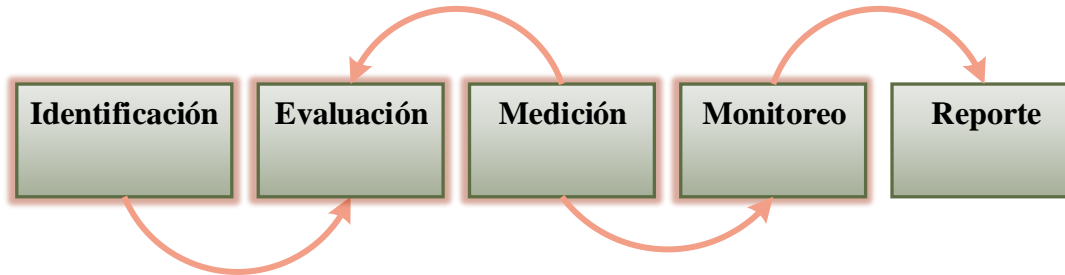 Identificación
Evaluación
Medición
Monitoreo
Reporte